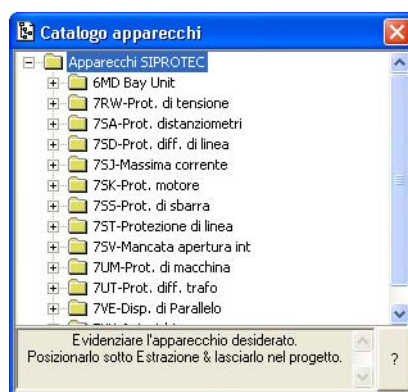 Catalogo apparecchi
Apparecchi SIPROTEC
6MD Bay Unit
7RW-Prot. di tensione
7SA-Prot. distanziometri
7SD-Prot. diff. di linea
7SJ-Massima corrente
7SK-Prot. motore
7SS-Prot. di sbarra
7ST-Protezione di linea
7SV-Mancata apertura int
7UM-Prot. di macchina
7UT-Prot. diff. trafo
7VE-Disp. di Parallelo
Evidenziare l'apparecchio desiderato.
Posizionarlo sotto Estrazione & lasciarlo nel progetto.
?